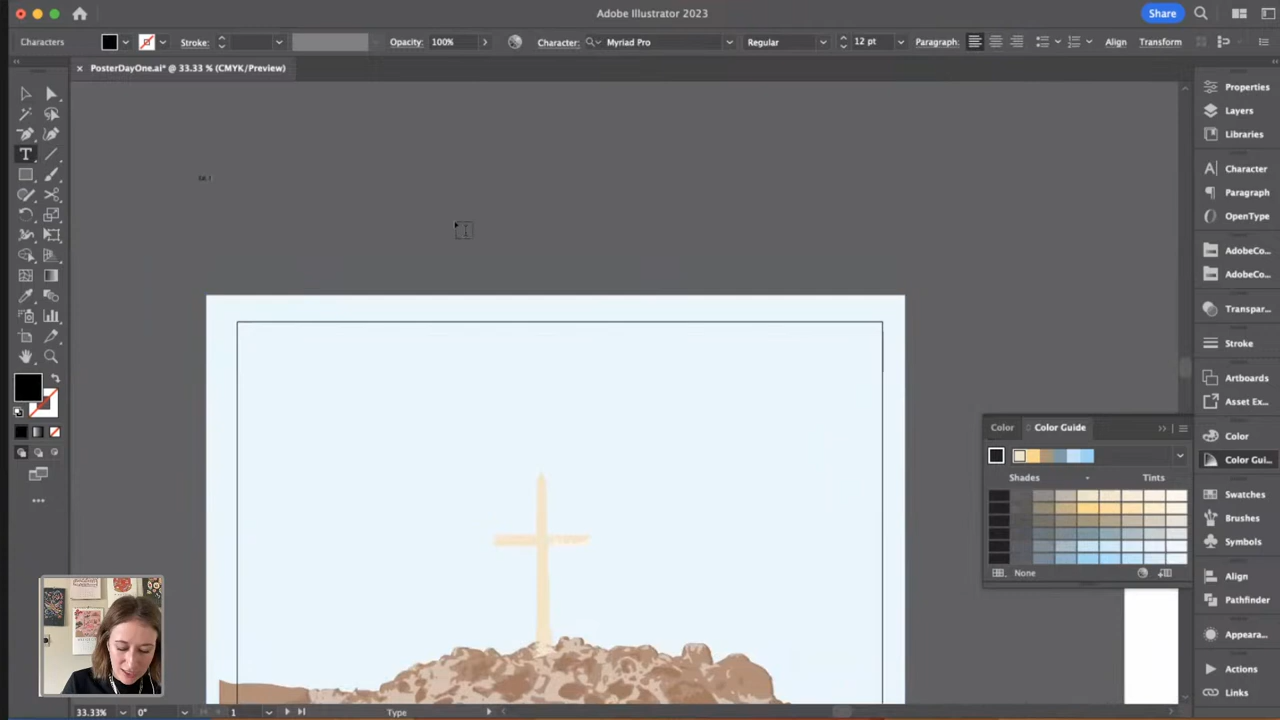 Adobe Illustrator 2023
Share
Characters
Stroke:
Opacity: 100%
Character: Myriad Pro
Regular
12 pt
Paragraph:
Align
Transform
× PosterDayOne.ai* @ 33.33 % (CMYK/Preview)
T
Properties
Layers
Libraries
Character
Paragraph
OpenType
AdobeCo...
AdobeCo...
Transpar...
Stroke
Artboards
Asset Ex...
Color
Color Gui...
Swatches
Brushes
Symbols
Align
Pathfinder
Appeara...
Actions
Links
Color
Color Guide
Shades
Tints
None
33.33%
0°
1
Type